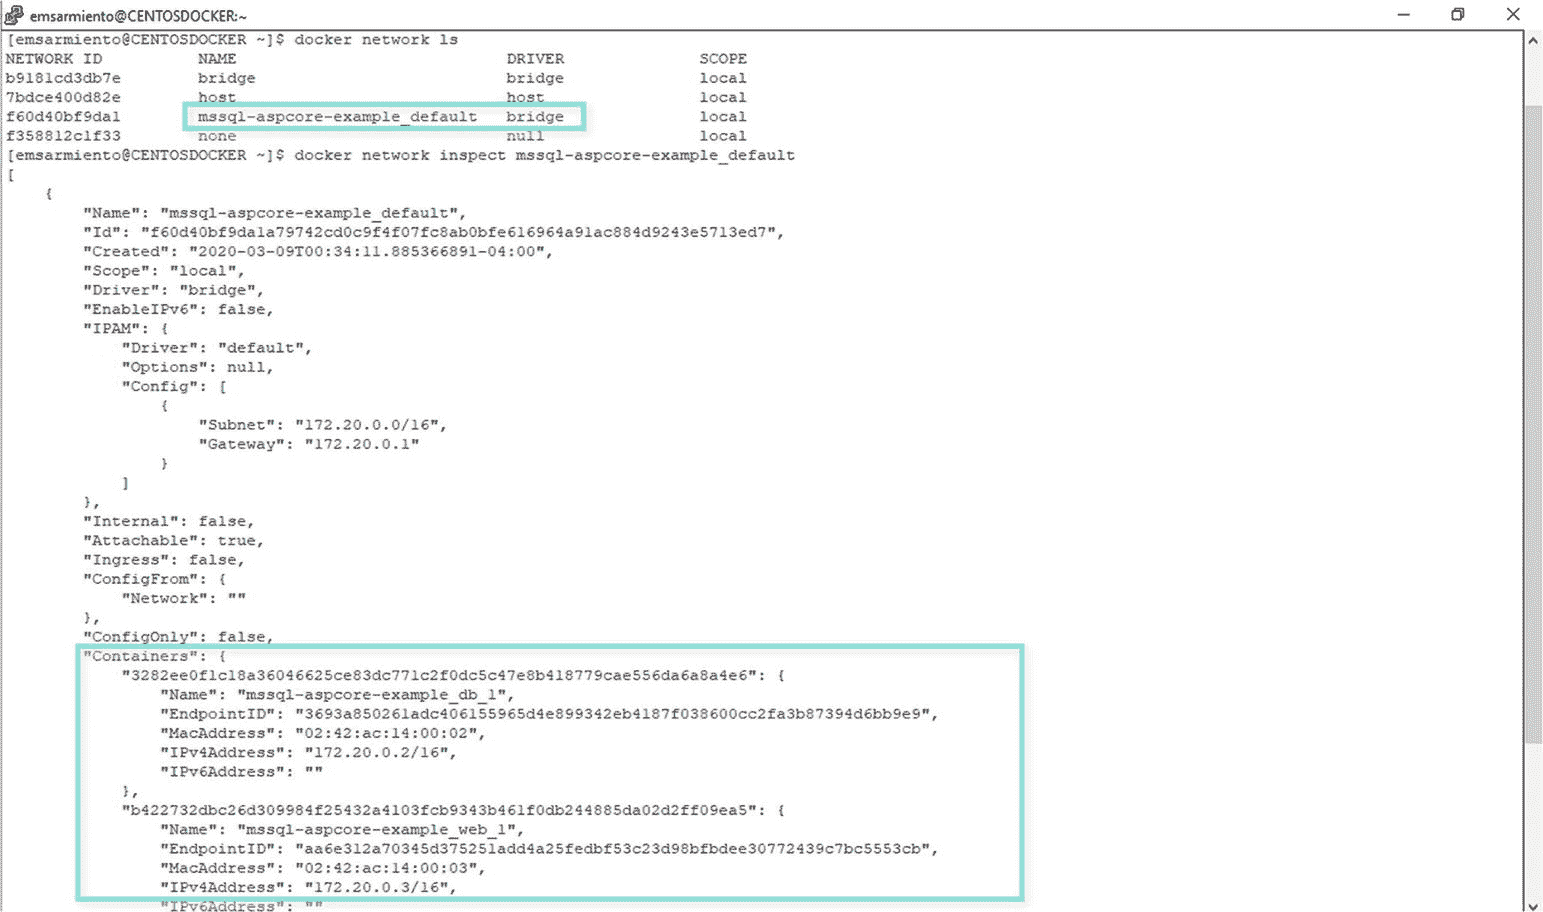 emsarmiento@CENTOSDOCKER:~
[emsarmiento@CENTOSDOCKER ~]$ docker network ls
NETWORK ID NAME DRIVER SCOPE
b9181cd3db7e bridge bridge local
7bdce400d82e host host local
f60d40bf9da1 mssql-aspcore-example_default bridge local
f358812c1f33 none null local
[emsarmiento@CENTOSDOCKER ~]$ docker network inspect mssql-aspcore-example_default
[
{
"Name": "mssql-aspcore-example_default",
"Id": "f60d40bf9da1a79742cd0c9f4f07fc8ab0bfe616964a91ac884d9243e5713ed7",
"Created": "2020-03-09T00:34:11.885366891-04:00",
"Scope": "local",
"Driver": "bridge",
"EnableIPv6": false,
"IPAM": {
"Driver": "default",
"Options": null,
"Config": [
{
"Subnet": "172.20.0.0/16",
"Gateway": "172.20.0.1"
}
]
},
"Internal": false,
"Attachable": true,
"Ingress": false,
"ConfigFrom": {
"Network": ""
},
"ConfigOnly": false,
"Containers": {
"3282ee0f1c18a36046625ce83dc771c2f0dc5c47e8b418779cae556da6a8a4e6": {
"Name": "mssql-aspcore-example_db_1",
"EndpointID": "3693a850261adc406155965d4e899342eb4187f038600cc2fa3b87394d6bb9e9",
"MacAddress": "02:42:ac:14:00:02",
"IPv4Address": "172.20.0.2/16",
"IPv6Address": ""
},
"b422732dbc26d309984f25432a4103fcb9343b461f0db244885da02d2ff09ea5": {
"Name": "mssql-aspcore-example_web_1",
"EndpointID": "aa6e312a70345d375251add4a25fedbf53c23d98bfbdee30772439c7bc5553cb",
"MacAddress": "02:42:ac:14:00:03",
"IPv4Address": "172.20.0.3/16",
"IPv6Address": ""